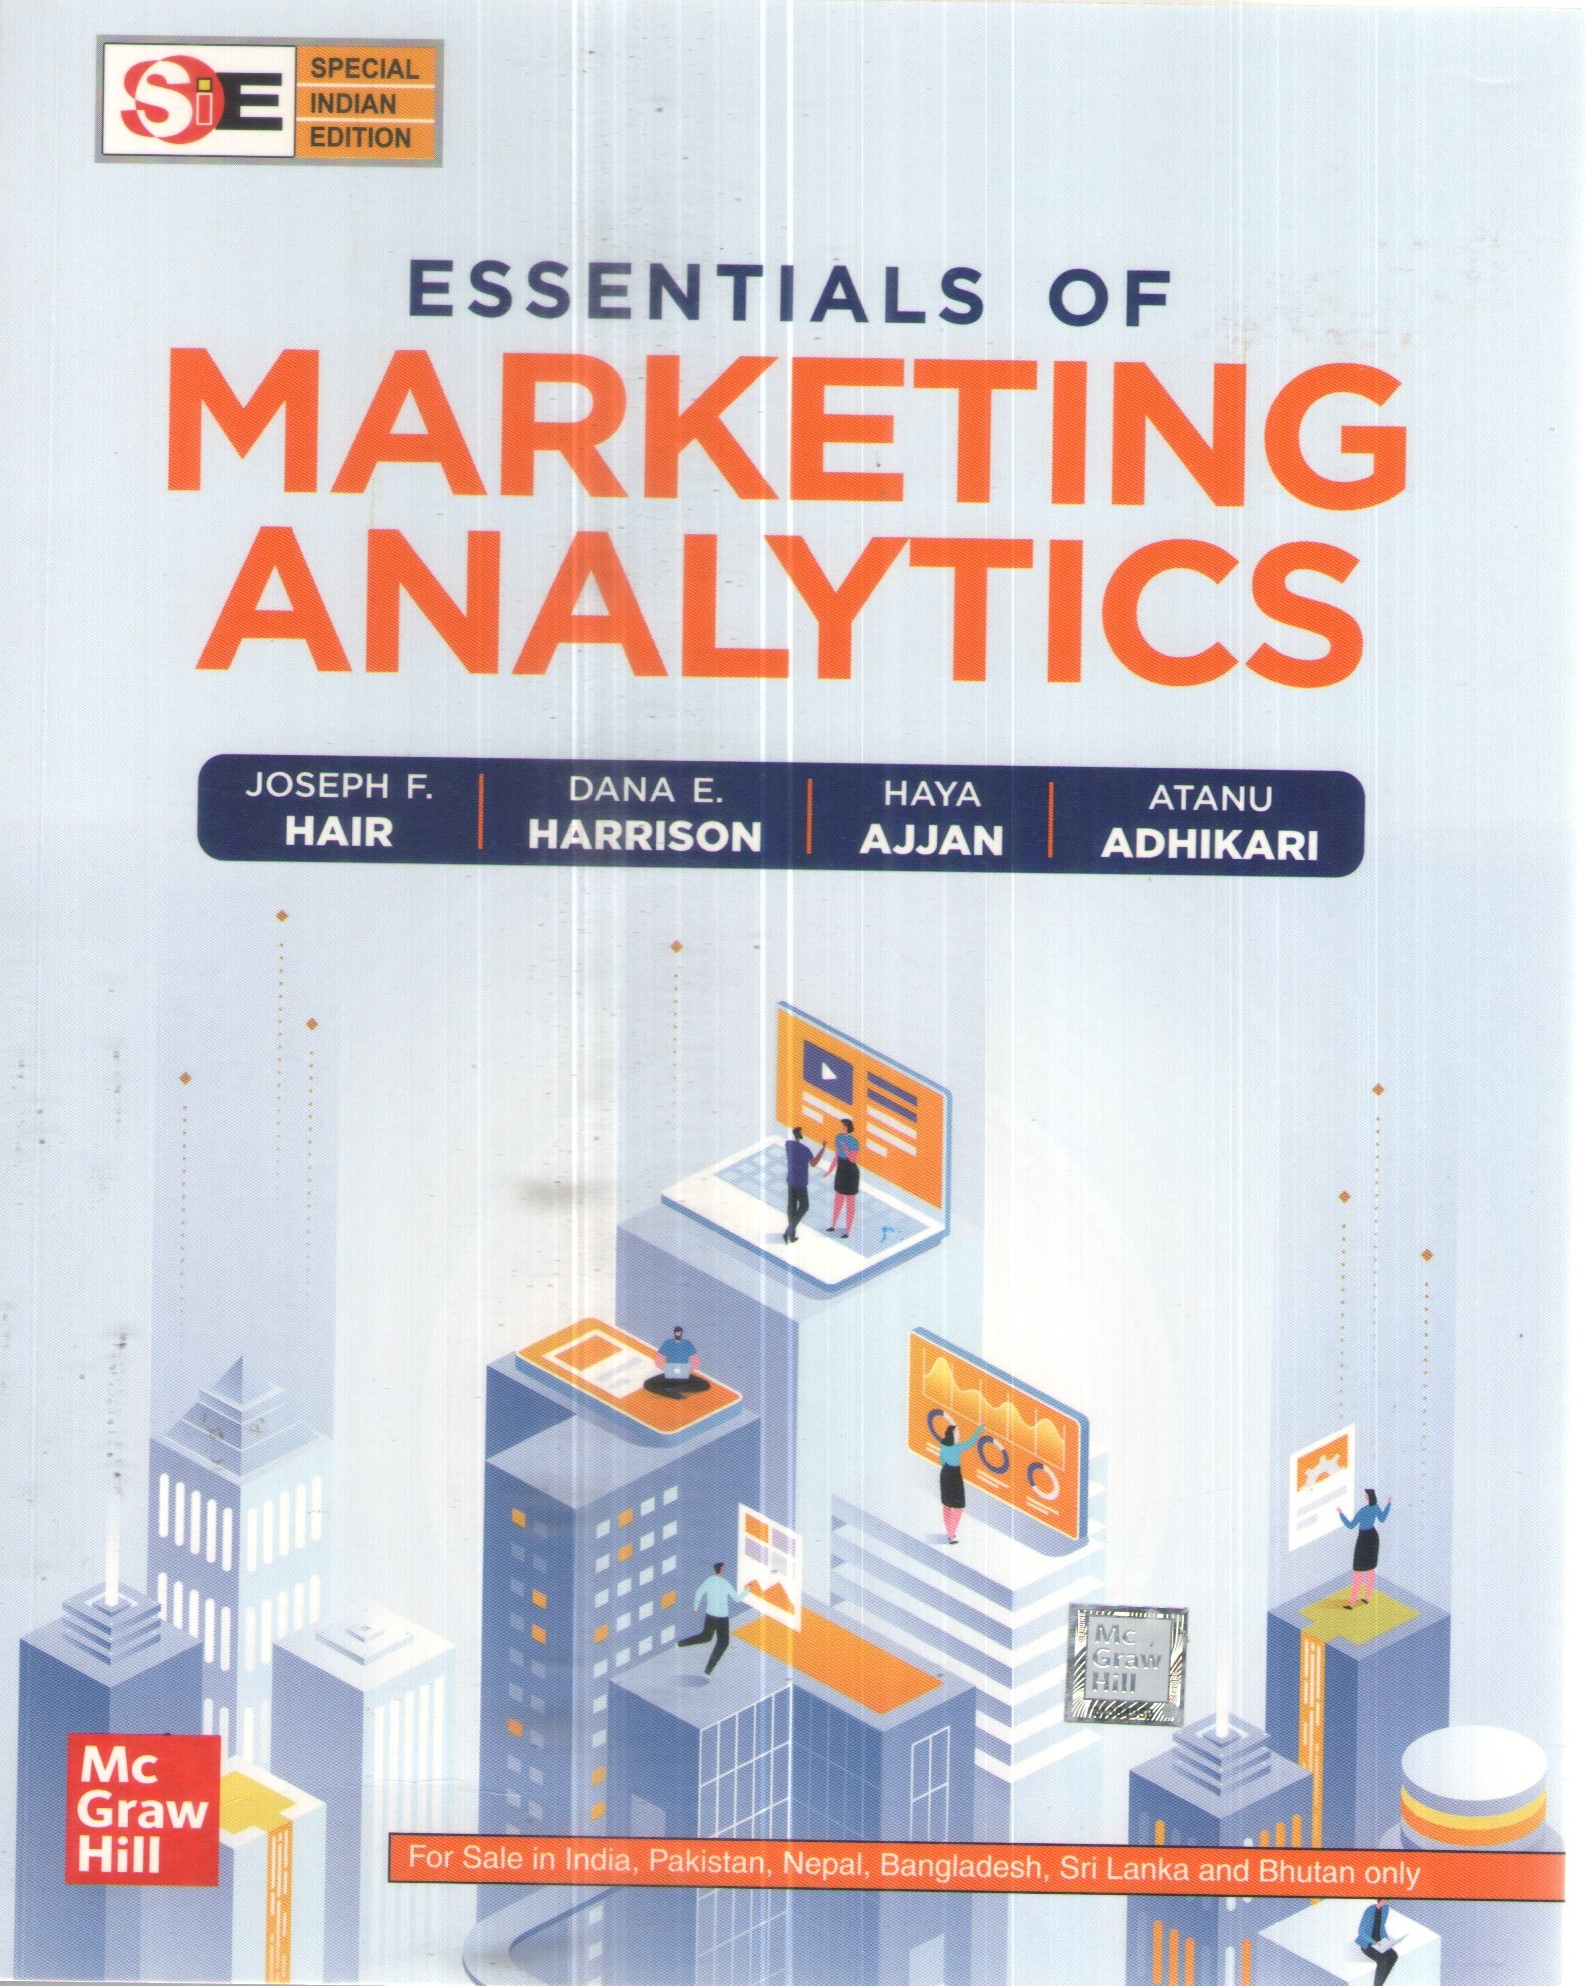 SiE
SPECIAL
INDIAN
EDITION
ESSENTIALS OF
MARKETING
ANALYTICS
JOSEPH F.
HAIR
DANA E.
HARRISON
HAYA
AJJAN
ATANU
ADHIKARI
Mc
Graw
Hill
Mc
Graw
Hill
For Sale in India, Pakistan, Nepal, Bangladesh, Sri Lanka and Bhutan only